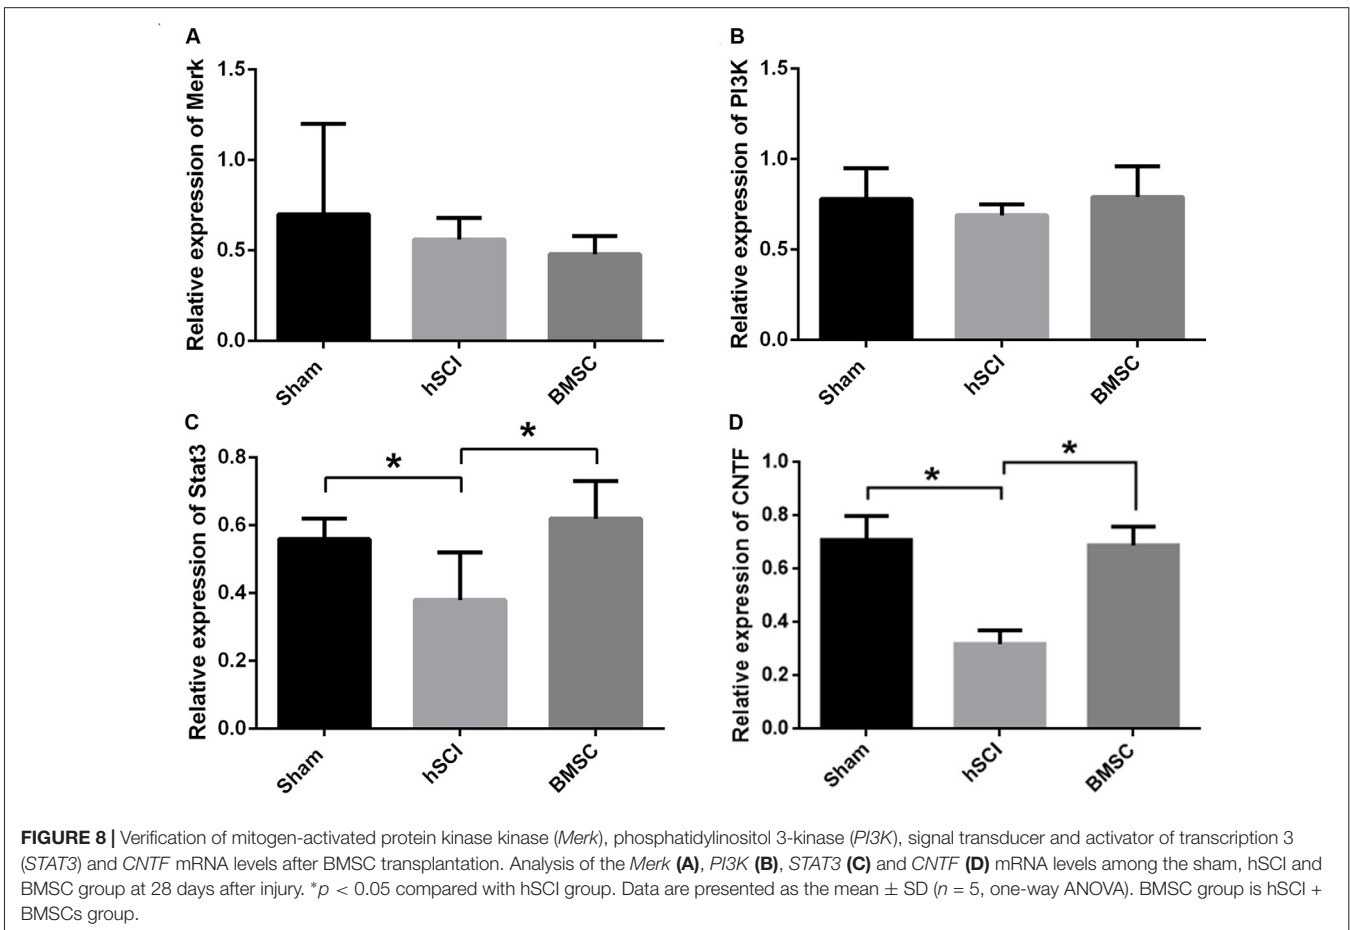 A
Relative expression of Merk
1.5
1.0
0.5
0.0
Sham
hSCI
BMSC
B
Relative expression of PI3K
1.5
1.0
0.5
0.0
Sham
hSCI
BMSC
C
Relative expression of Stat3
0.8
0.6
0.4
0.2
0.0
*
*
Sham
hSCI
BMSC
D
Relative expression of CNTF
1.0
0.8
0.6
0.4
0.2
0.0
*
*
Sham
hSCI
BMSC
FIGURE 8 | Verification of mitogen-activated protein kinase kinase (Merk), phosphatidylinositol 3-kinase (PI3K), signal transducer and activator of transcription 3
(STAT3) and CNTF mRNA levels after BMSC transplantation. Analysis of the Merk (A), PI3K (B), STAT3 (C) and CNTF (D) mRNA levels among the sham, hSCI and
BMSC group at 28 days after injury. *p < 0.05 compared with hSCI group. Data are presented as the mean ± SD (n = 5, one-way ANOVA). BMSC group is hSCI +
BMSCs group.